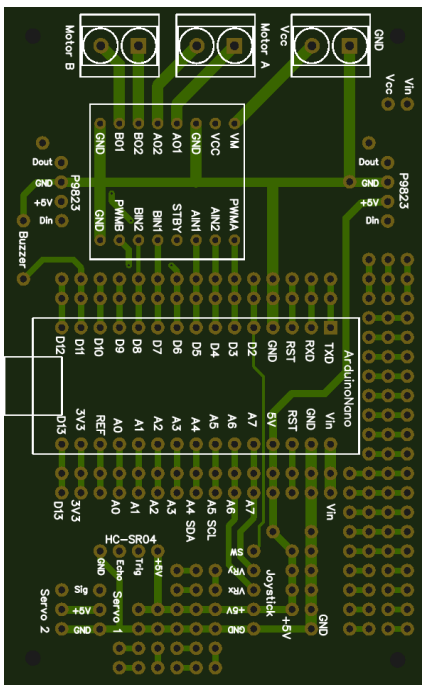 Motor B
Motor A
Vcc
GND
Vcc
Vin
GND
B01
B02
A02
A01
GND
VCC
VM
Dout
GND
+5V
Din
P9823
Dout
GND
+5V
Din
P9823
Buzzer
GND
PWMB
BIN2
BIN1
STBY
AIN1
AIN2
PWMA
D12
D11
D10
D9
D8
D7
D6
D5
D4
D3
D2
GND
RST
RXD
TXD
ArduinoNano
D13
3V3
REF
A0
A1
A2
A3
A4
A5
A6
A7
5V
RST
GND
Vin
D13
3V3
A0
A1
A2
A3
A4 SDA
A5 SCL
A6
A7
Vin
HC-SR04
GND
Echo
Trig
+5V
SW
VRy
VRx
+5V
GND
Joystick
+5V
GND
Sig
+5V
GND
Servo 2
Servo 1